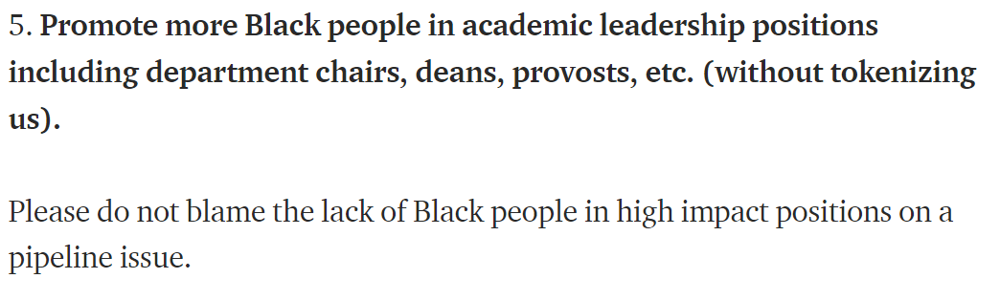 5. Promote more Black people in academic leadership positions
including department chairs, deans, provosts, etc. (without tokenizing
us).
Please do not blame the lack of Black people in high impact positions on a
pipeline issue.